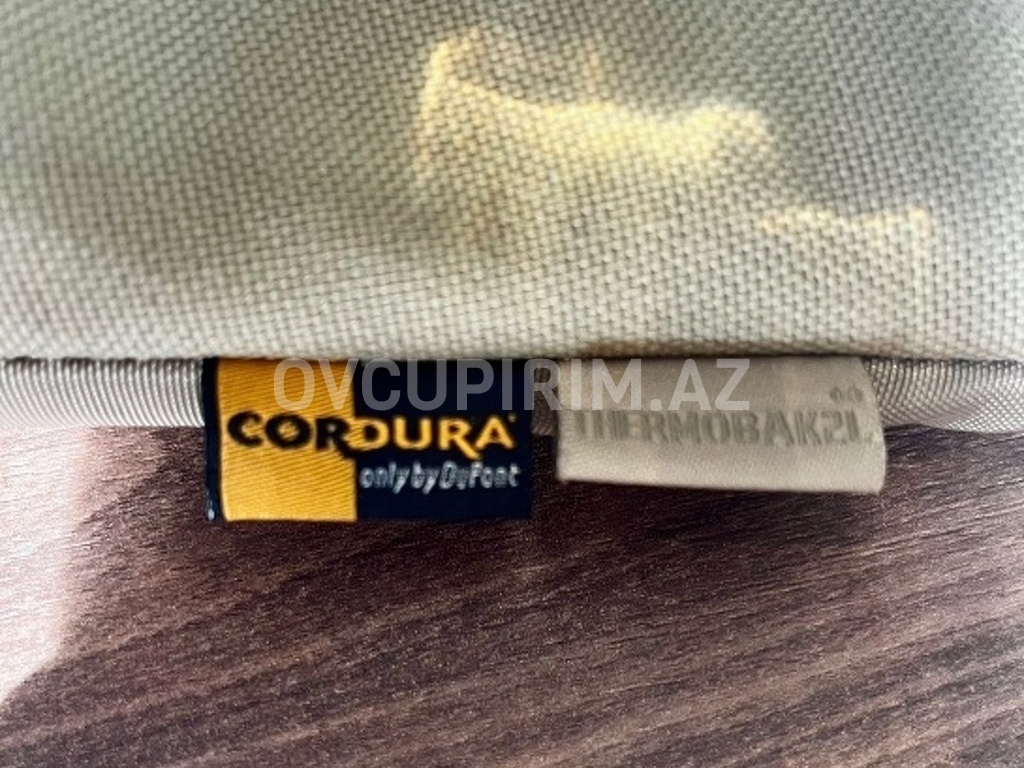 OVCUPIRIM.AZ
CORDURA
only by DuPont
THERMOBAK2L